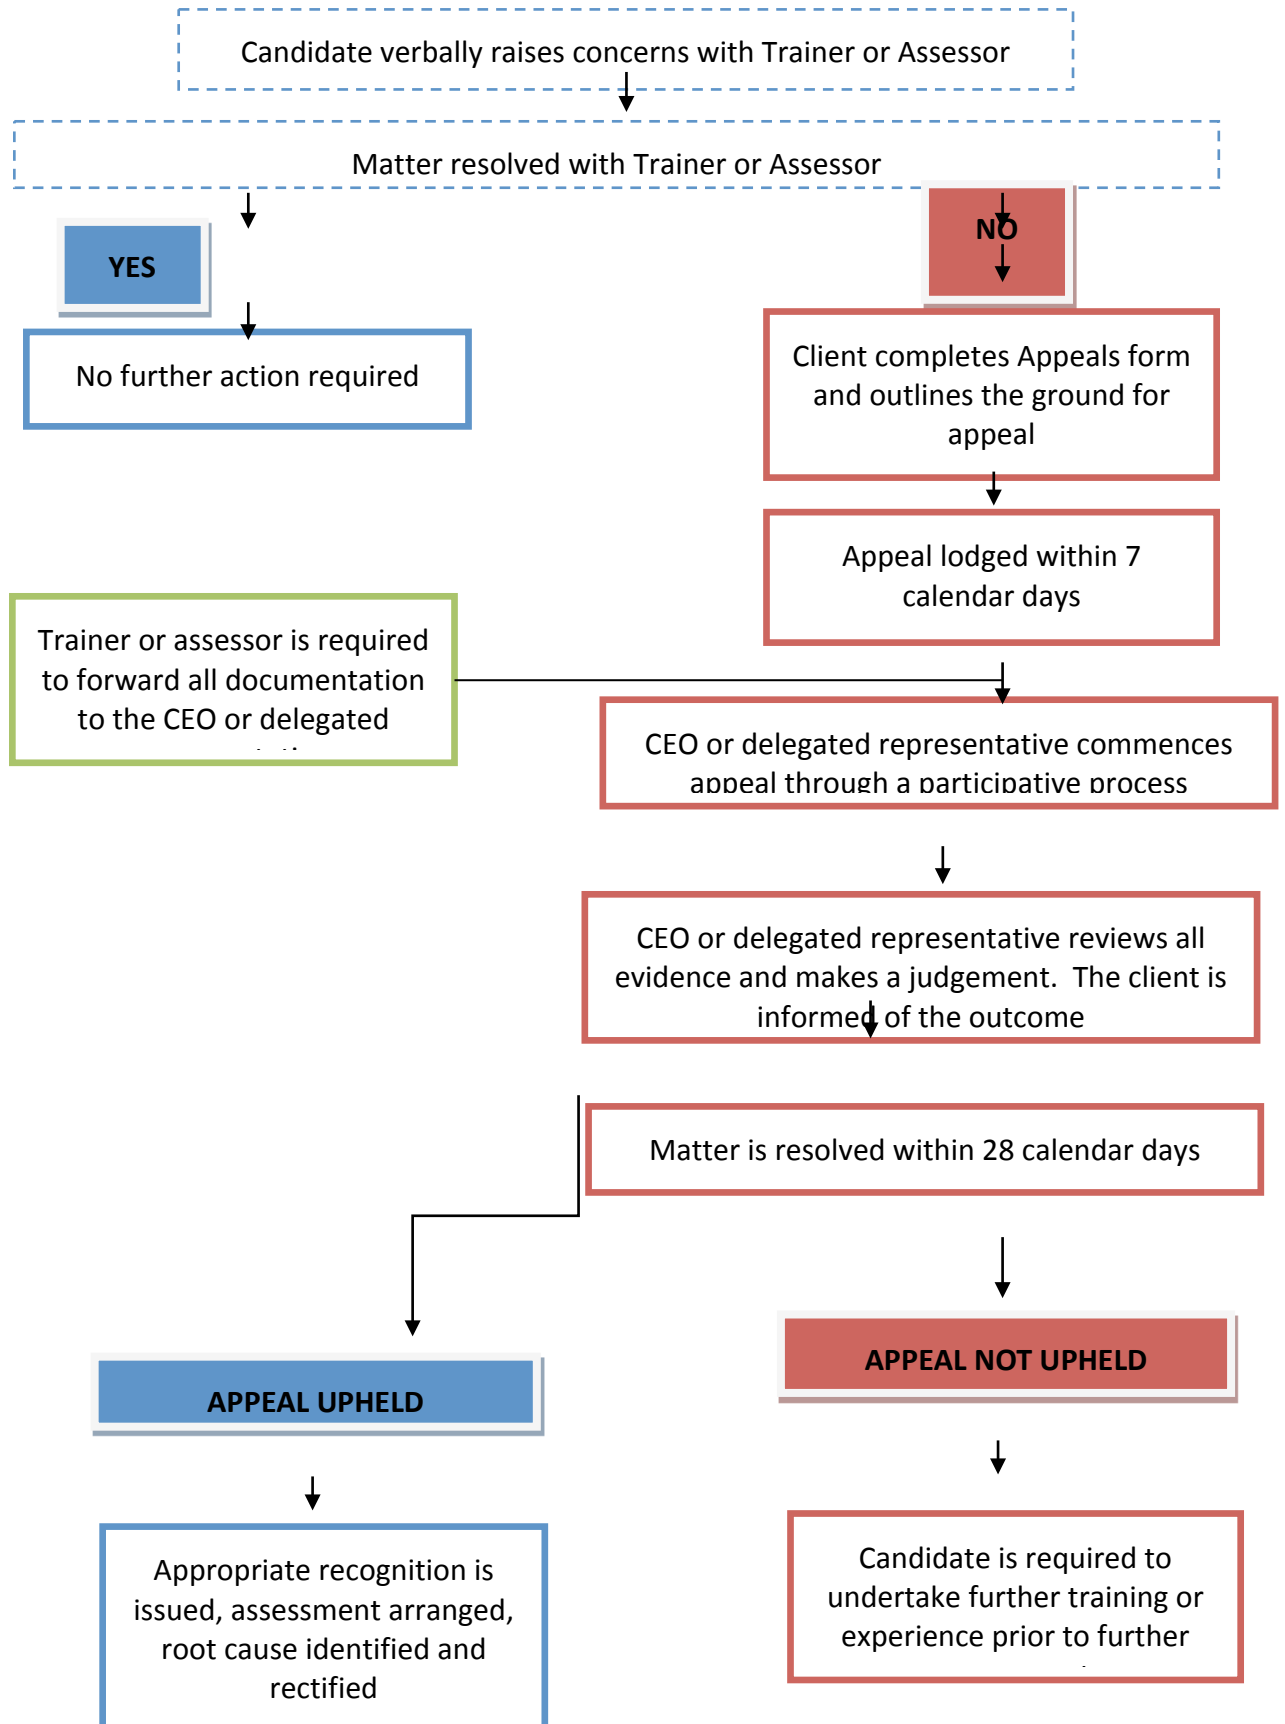 Candidate verbally raises concerns with Trainer or Assessor
Matter resolved with Trainer or Assessor
YES
NO
No further action required
Client completes Appeals form
and outlines the ground for
appeal
Appeal lodged within 7
calendar days
Trainer or assessor is required
to forward all documentation
to the CEO or delegated
CEO or delegated representative commences
appeal through a participative process
CEO or delegated representative reviews all
evidence and makes a judgement.  The client is
informed of the outcome
Matter is resolved within 28 calendar days
APPEAL UPHELD
APPEAL NOT UPHELD
Appropriate recognition is
issued, assessment arranged,
root cause identified and
rectified
Candidate is required to
undertake further training or
experience prior to further